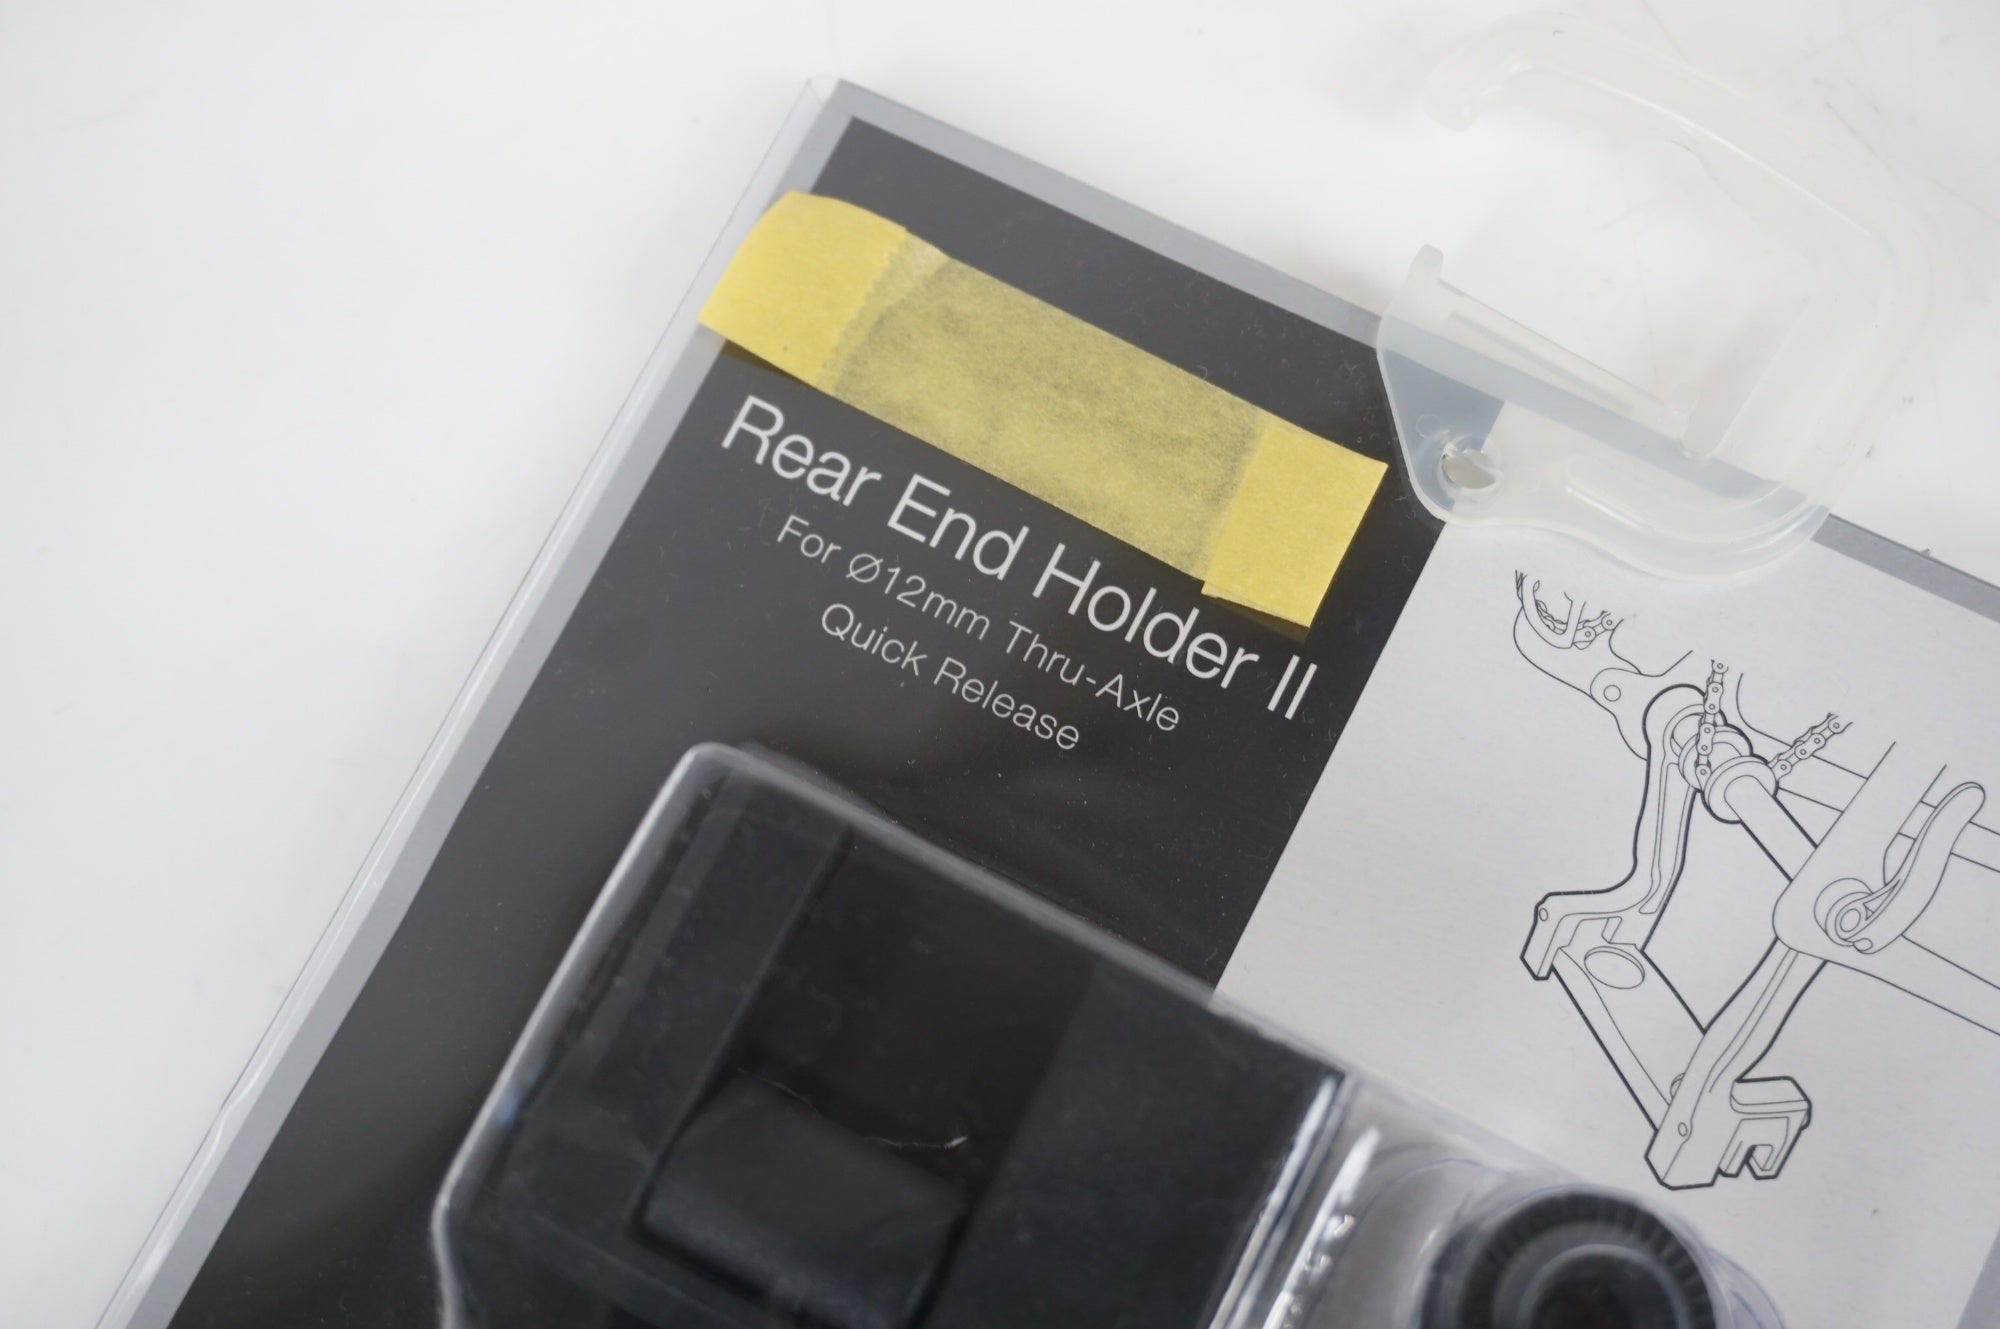 Rear End Holder II
For Ø12mm Thru-Axle
Quick Release